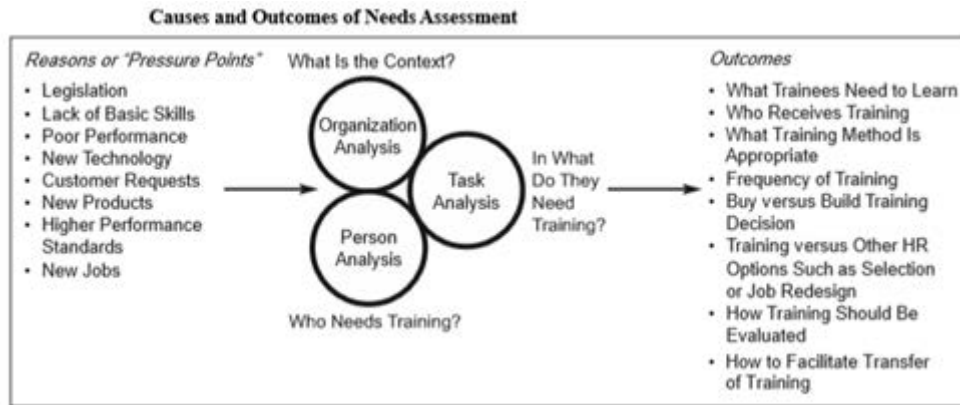 Causes and Outcomes of Needs Assessment
Reasons or "Pressure Points"
• Legislation
• Lack of Basic Skills
• Poor Performance
• New Technology
• Customer Requests
• New Products
• Higher Performance
Standards
• New Jobs
What Is the Context?
Organization
Analysis
Task
Analysis
Person
Analysis
In What
Do They
Need
Training?
Who Needs Training?
Outcomes
• What Trainees Need to Learn
• Who Receives Training
• What Training Method Is
Appropriate
• Frequency of Training
• Buy versus Build Training
Decision
• Training versus Other HR
Options Such as Selection
or Job Redesign
• How Training Should Be
Evaluated
• How to Facilitate Transfer
of Training